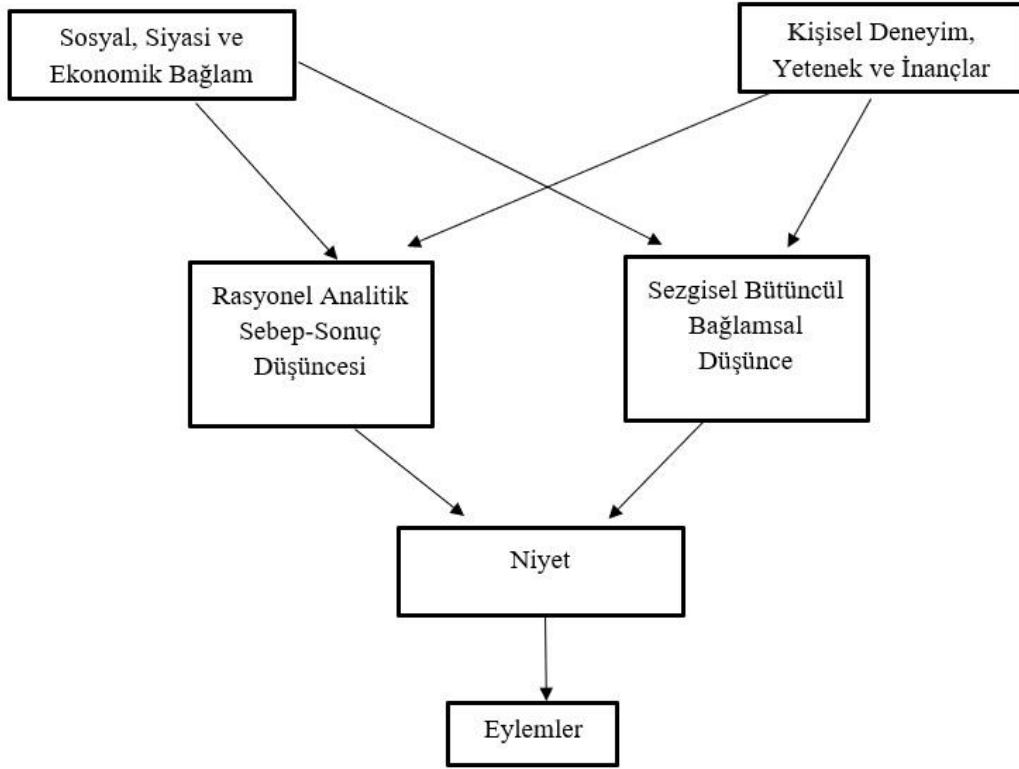 Sosyal, Siyasi ve
Ekonomik Bağlam
Kişisel Deneyim,
Yetenek ve İnançlar
Rasyonel Analitik
Sebep-Sonuç
Düşüncesi
Sezgisel Bütüncül
Bağlamsal
Düşünce
Niyet
Eylemler